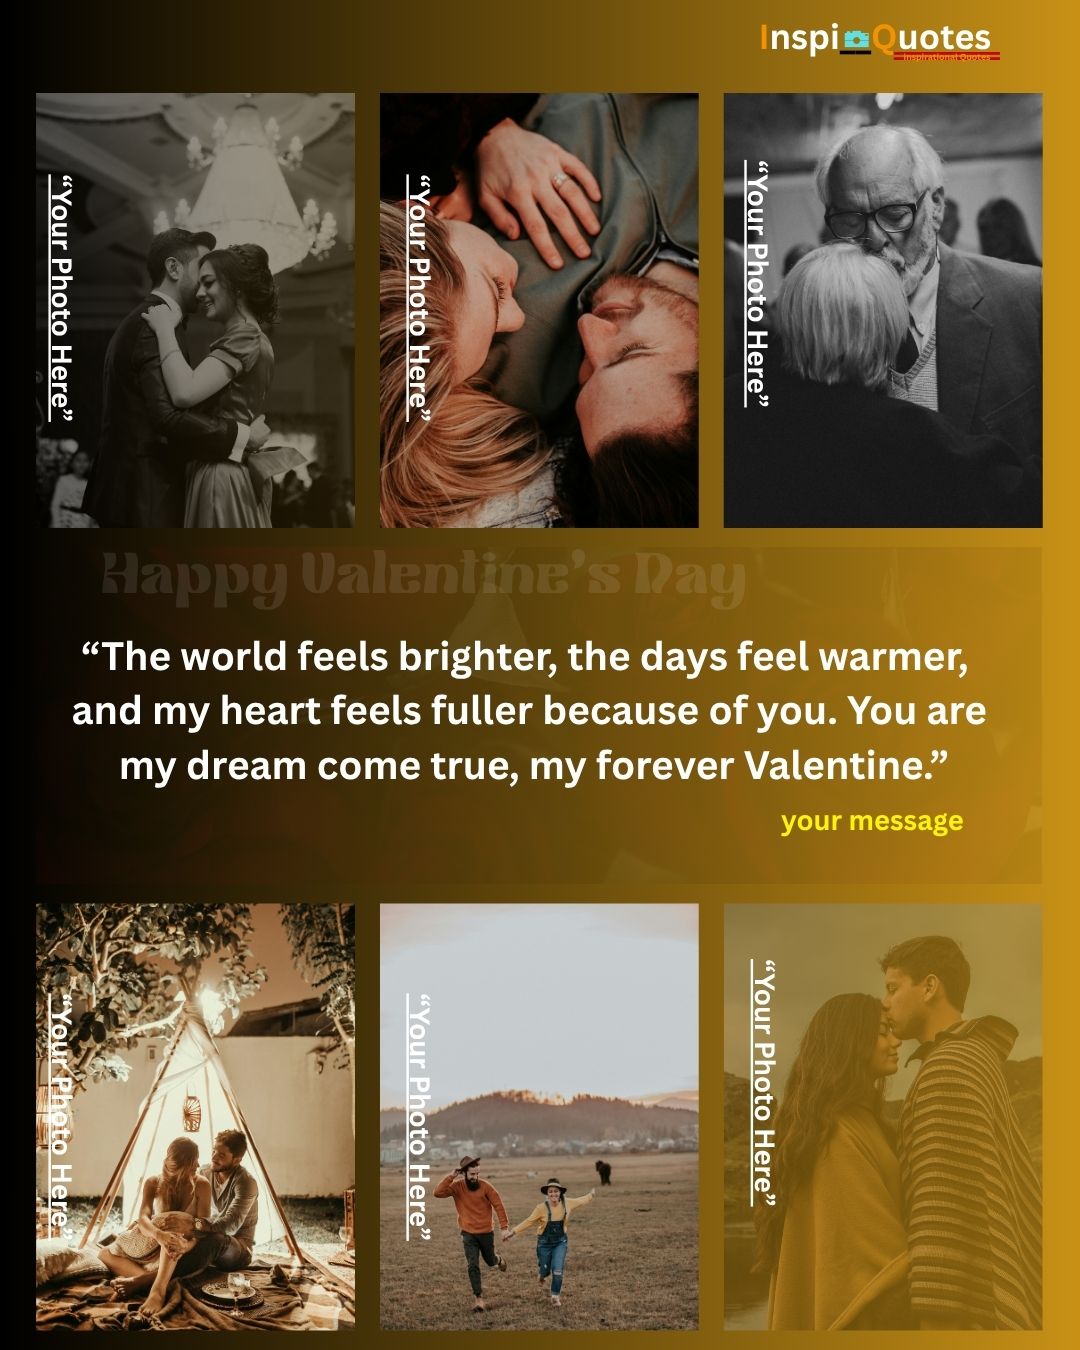 InspiQuotes
Inspirational Quotes
“Your Photo Here”
“Your Photo Here”
“Your Photo Here”
Happy Valentine’s Day
“The world feels brighter, the days feel warmer,
and my heart feels fuller because of you. You are
my dream come true, my forever Valentine.”
your message
“Your Photo Here”
“Your Photo Here”
“Your Photo Here”